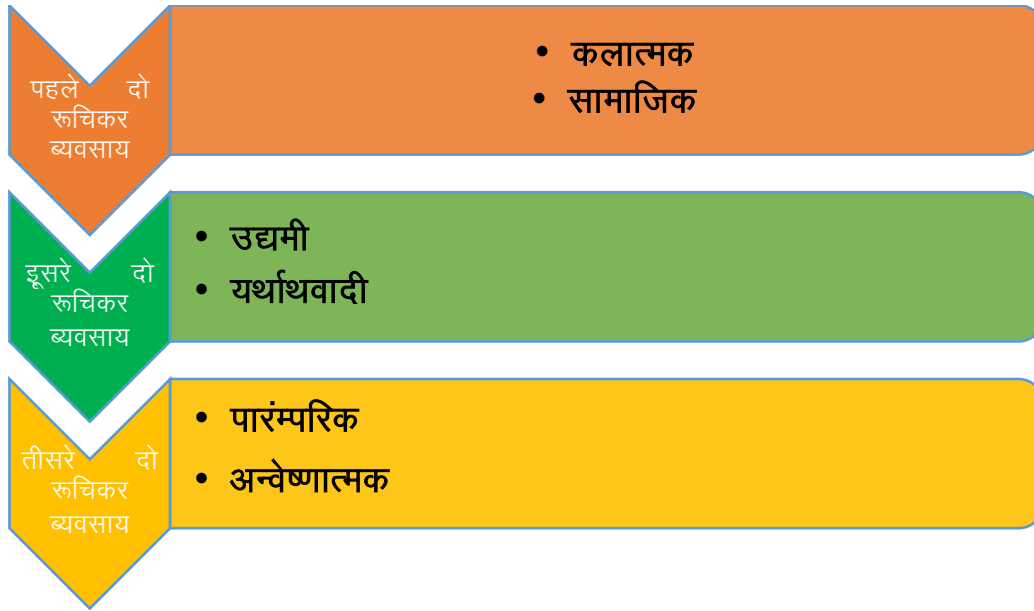 पहले दो
रूचिकर
ब्यवसाय
• कलात्मक
• सामाजिक
दूसरे दो
रूचिकर
ब्यवसाय
• उद्यमी
• यर्थाथवादी
तीसरे दो
रूचिकर
ब्यवसाय
• पारंम्परिक
• अन्वेष्णात्मक